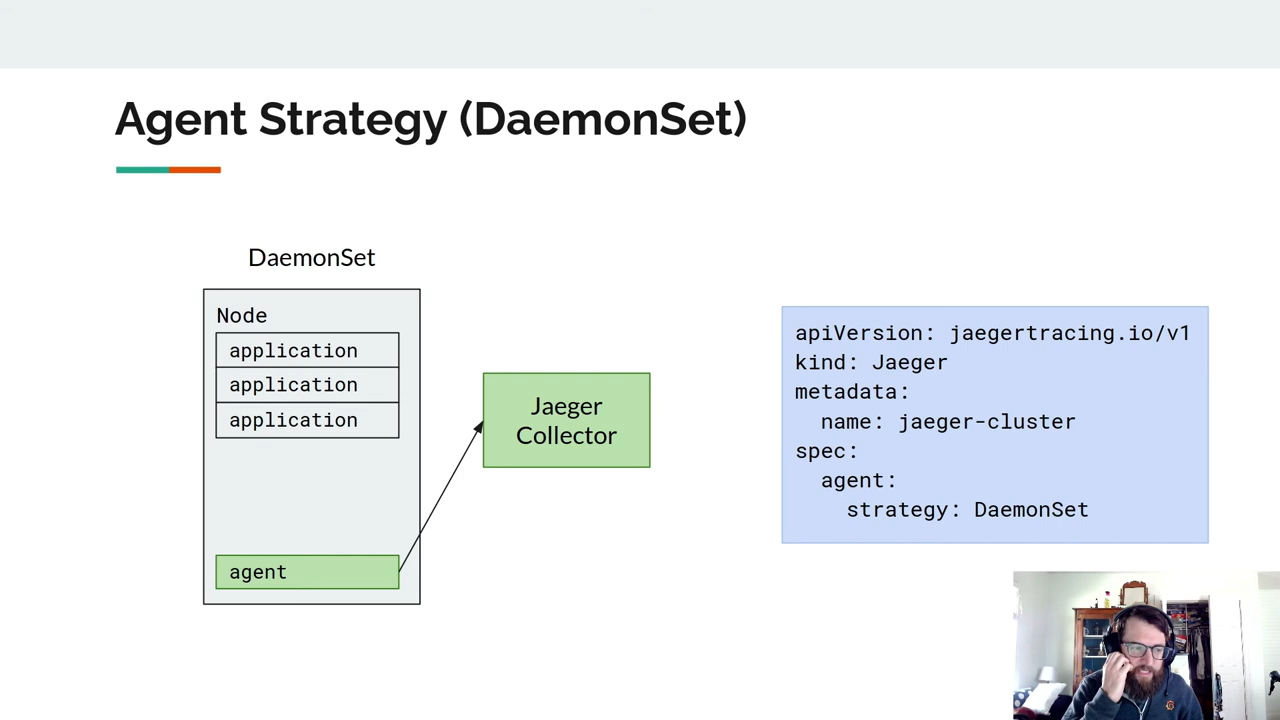 Agent Strategy (DaemonSet)
DaemonSet
Node
application
application
application
agent
Jaeger
Collector
apiVersion: jaegertracing.io/v1
kind: Jaeger
metadata:
  name: jaeger-cluster
spec:
  agent:
    strategy: DaemonSet